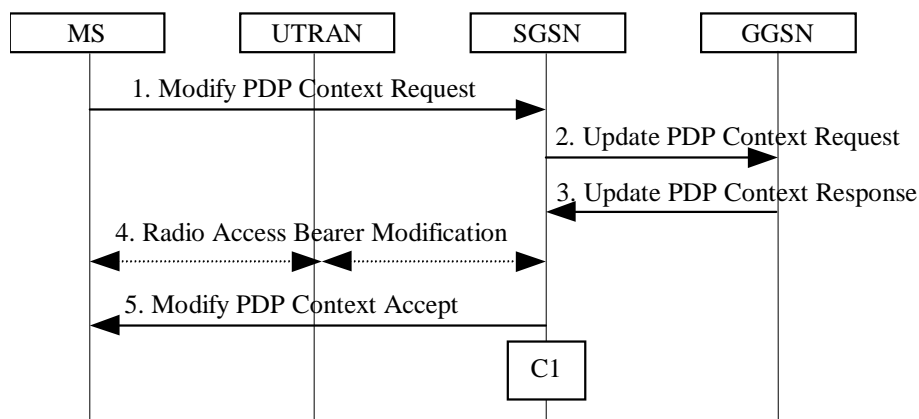 MS
UTRAN
SGSN
GGSN
1. Modify PDP Context Request
2. Update PDP Context Request
3. Update PDP Context Response
4. Radio Access Bearer Modification
5. Modify PDP Context Accept
C1